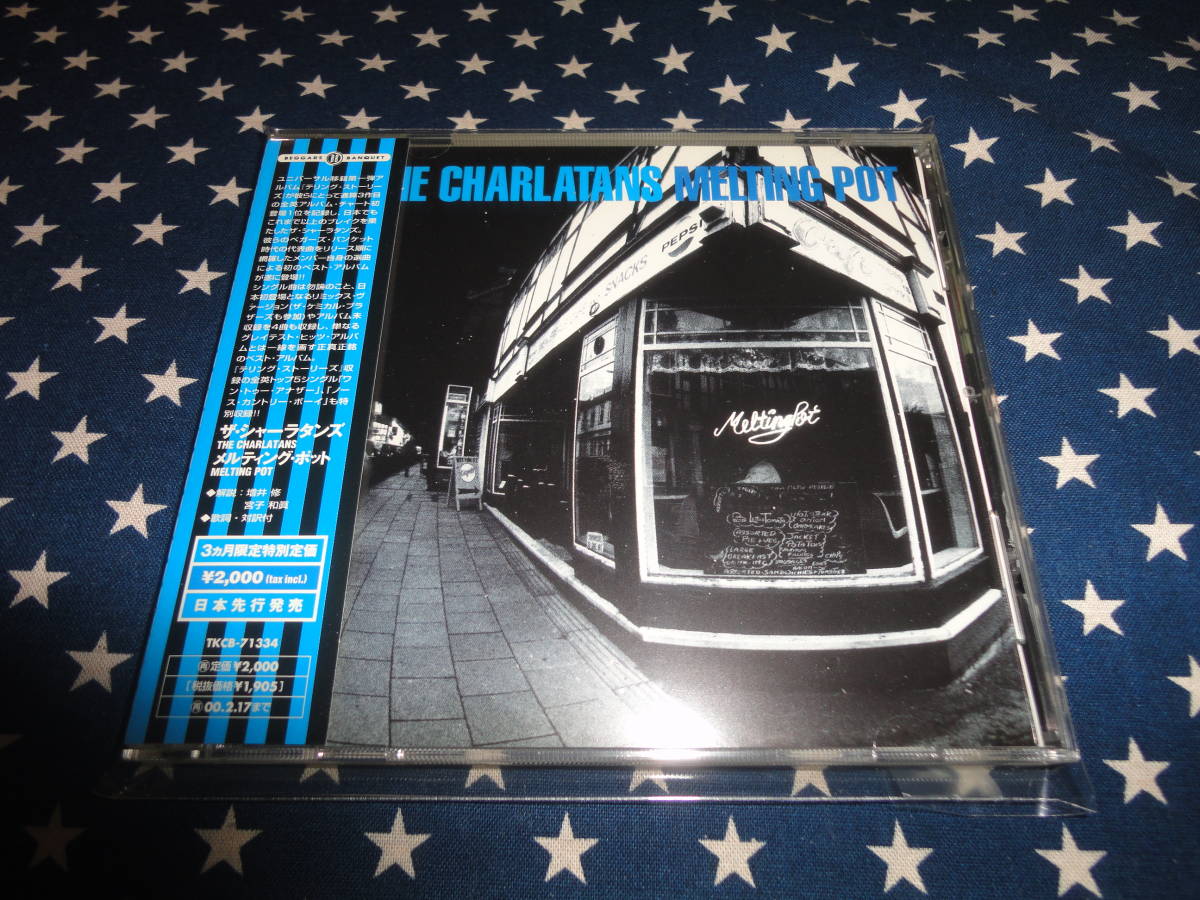 BEGGARS BANQUET
ユニバーサル移籍第一弾ア
ルバム「テリング・ストーリー
ズ」が彼らにとって通算3作目
の全英アルバム・チャート初
登場1位を記録し、日本でも
これまで以上のブレイクを果
たしたザ・シャーラタンズ。
彼らのベガーズ・バンケット
時代の代表曲をリリース順に
網羅したメンバー自身の選曲
による初のベスト・アルバム
が遂に登場!!
シングル曲は勿論のこと、日
本初登場となるリミックス・ヴ
ァージョン(ザ・ケミカル・ブラ
ザーズも参加)やアルバム未
収録を4曲も収録し、単なる
グレイテスト・ヒッツ・アルバ
ムとは一線を画す正真正銘
のベスト・アルバム。
「テリング・ストーリーズ」収
録の全英トップ5シングル「ワ
ン・トゥー・アナザー」、「ノー
ス・カントリー・ボーイ」も特
別収録!!
ザ・シャーラタンズ
THE CHARLATANS
メルティング・ポット
MELTING POT
◆解説:増井 修
宮子 和眞
◆歌詞・対訳付
3ヵ月限定特別定価
¥2,000(tax incl.)
日本先行発売
TKCB-71334
再定価¥2,000
[税抜価格¥1,905]
再00.2.17まで
HE CHARLATANS MELTING POT
SNACKS PEPSI
Cafe
Melting Pot
ASSORTED
PIE + VEG
LARGE
BREAKFAST
JACKET
POTATOES